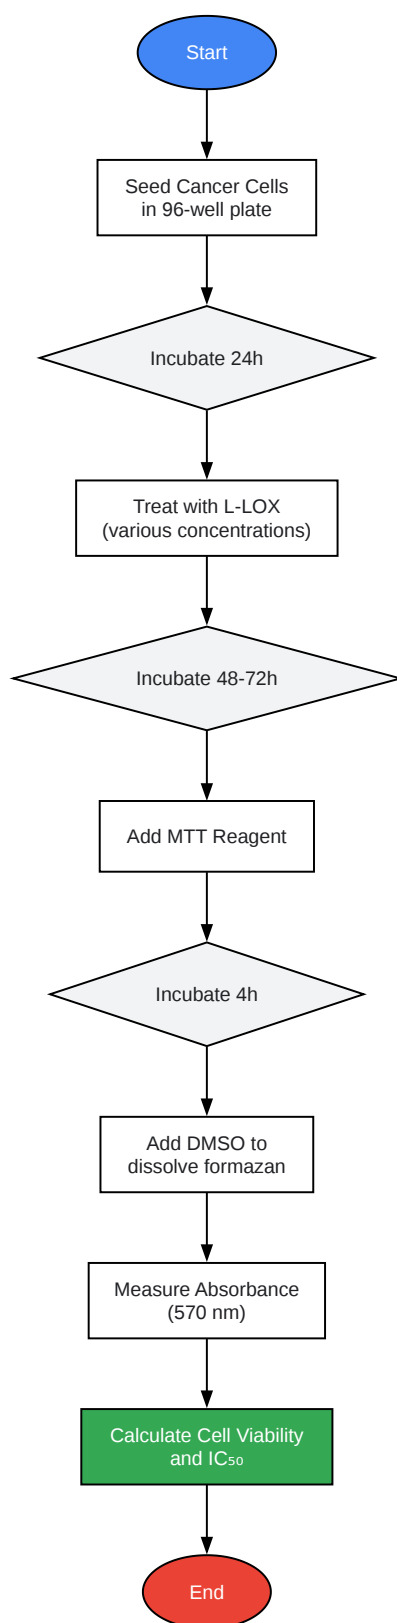 Start
Seed Cancer Cells
in 96-well plate
Incubate 24h
Treat with L-LOX
(various concentrations)
Incubate 48-72h
Add MTT Reagent
Incubate 4h
Add DMSO to
dissolve formazan
Measure Absorbance
(570 nm)
Calculate Cell Viability
and IC₅₀
End